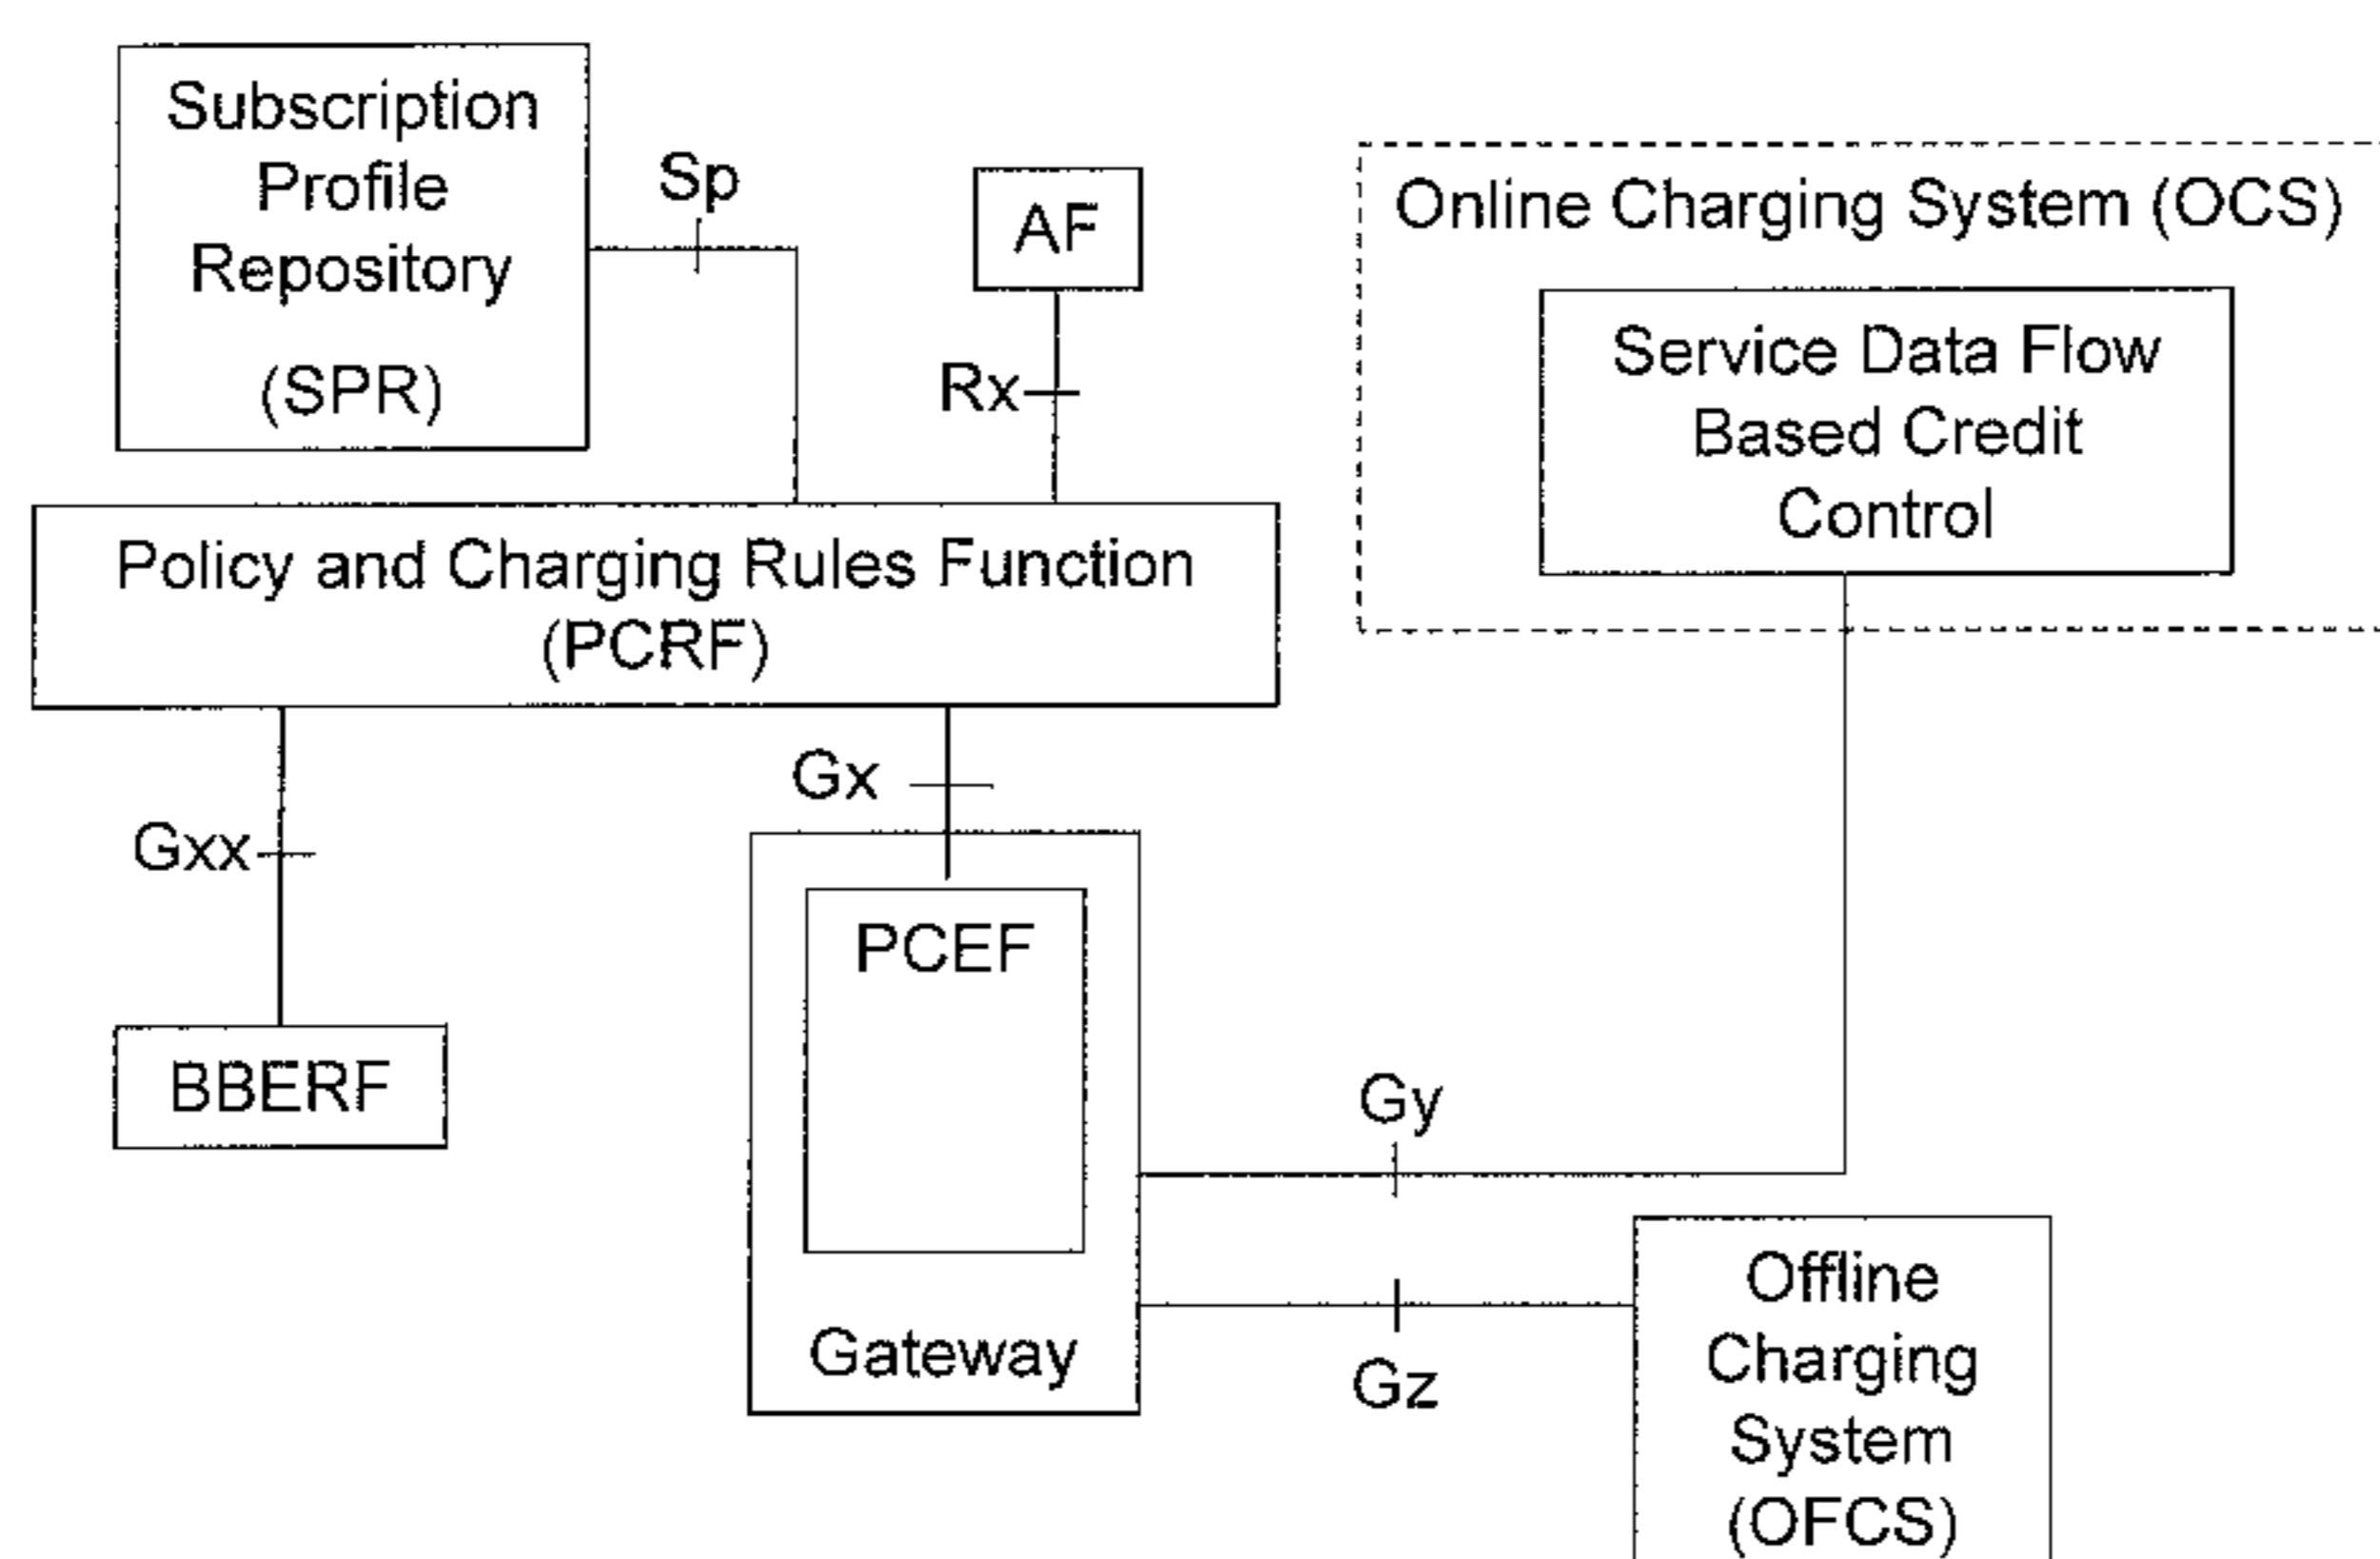 Subscription
Profile
Repository
(SPR)
Sp
AF
Rx
Online Charging System (OCS)
Service Data Flow
Based Credit
Control
Policy and Charging Rules Function
(PCRF)
Gx
Gxx
PCEF
BBERF
Gy
Gateway
Gz
Offline
Charging
System
(OFCS)